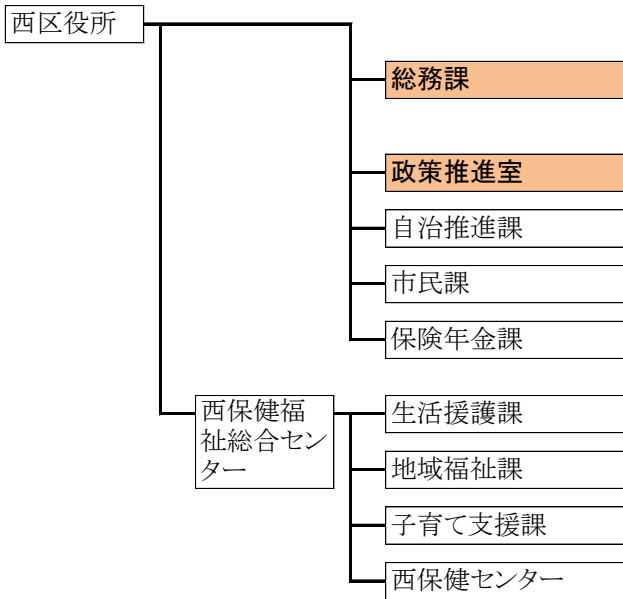 西区役所
総務課
政策推進室
自治推進課
市民課
保険年金課
西保健福
祉総合セン
ター
生活援護課
地域福祉課
子育て支援課
西保健センター